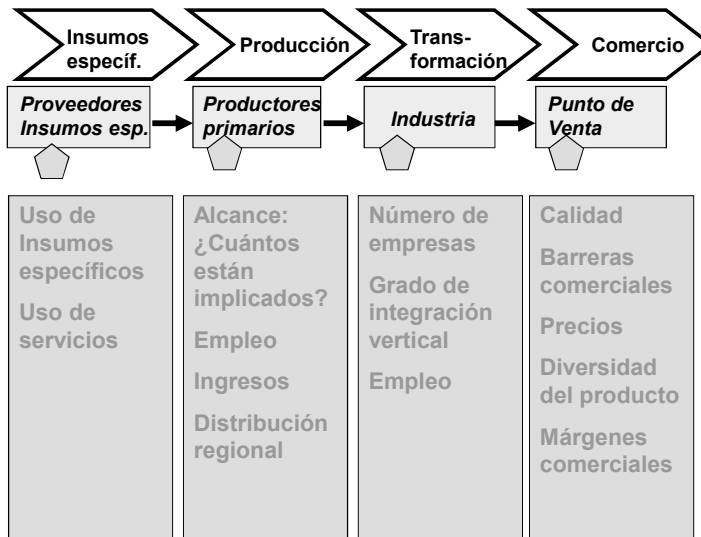 Insumos
específ.
Producción
Trans-
formación
Comercio
Proveedores
Insumos esp.
Productores
primarios
Industria
Punto de
Venta
Uso de
Insumos
específicos
Uso de
servicios
Alcance:
¿Cuántos
están
implicados?
Empleo
Ingresos
Distribución
regional
Número de
empresas
Grado de
integración
vertical
Empleo
Calidad
Barreras
comerciales
Precios
Diversidad
del producto
Márgenes
comerciales